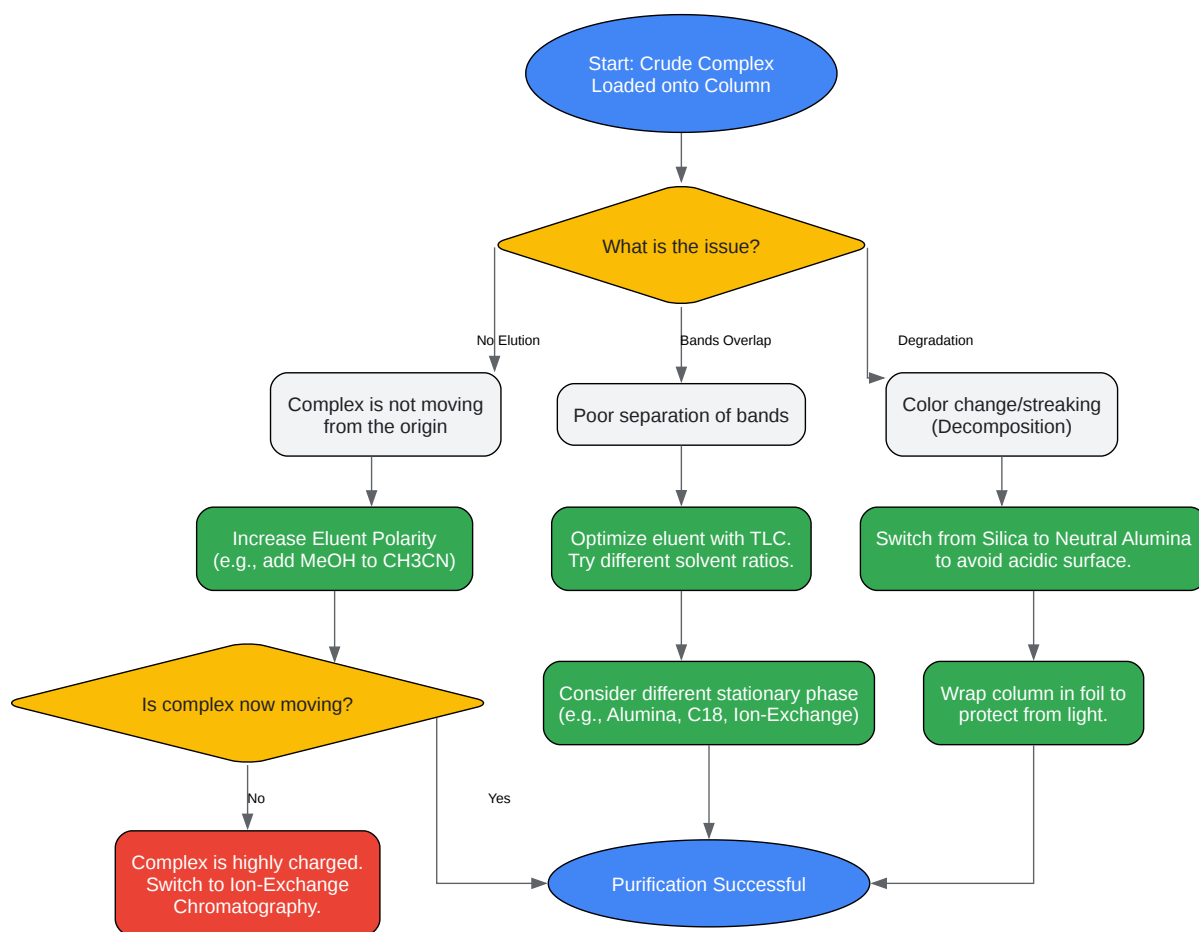 Start: Crude Complex
Loaded onto Column
What is the issue?
No Elution
Bands Overlap
Degradation
Complex is not moving
from the origin
Poor separation of bands
Color change/streaking
(Decomposition)
Increase Eluent Polarity
(e.g., add MeOH to CH3CN)
Optimize eluent with TLC.
Try different solvent ratios.
Switch from Silica to Neutral Alumina
to avoid acidic surface.
Is complex now moving?
Consider different stationary phase
(e.g., Alumina, C18, Ion-Exchange)
Wrap column in foil to
protect from light.
No
Yes
Complex is highly charged.
Switch to Ion-Exchange
Chromatography.
Purification Successful